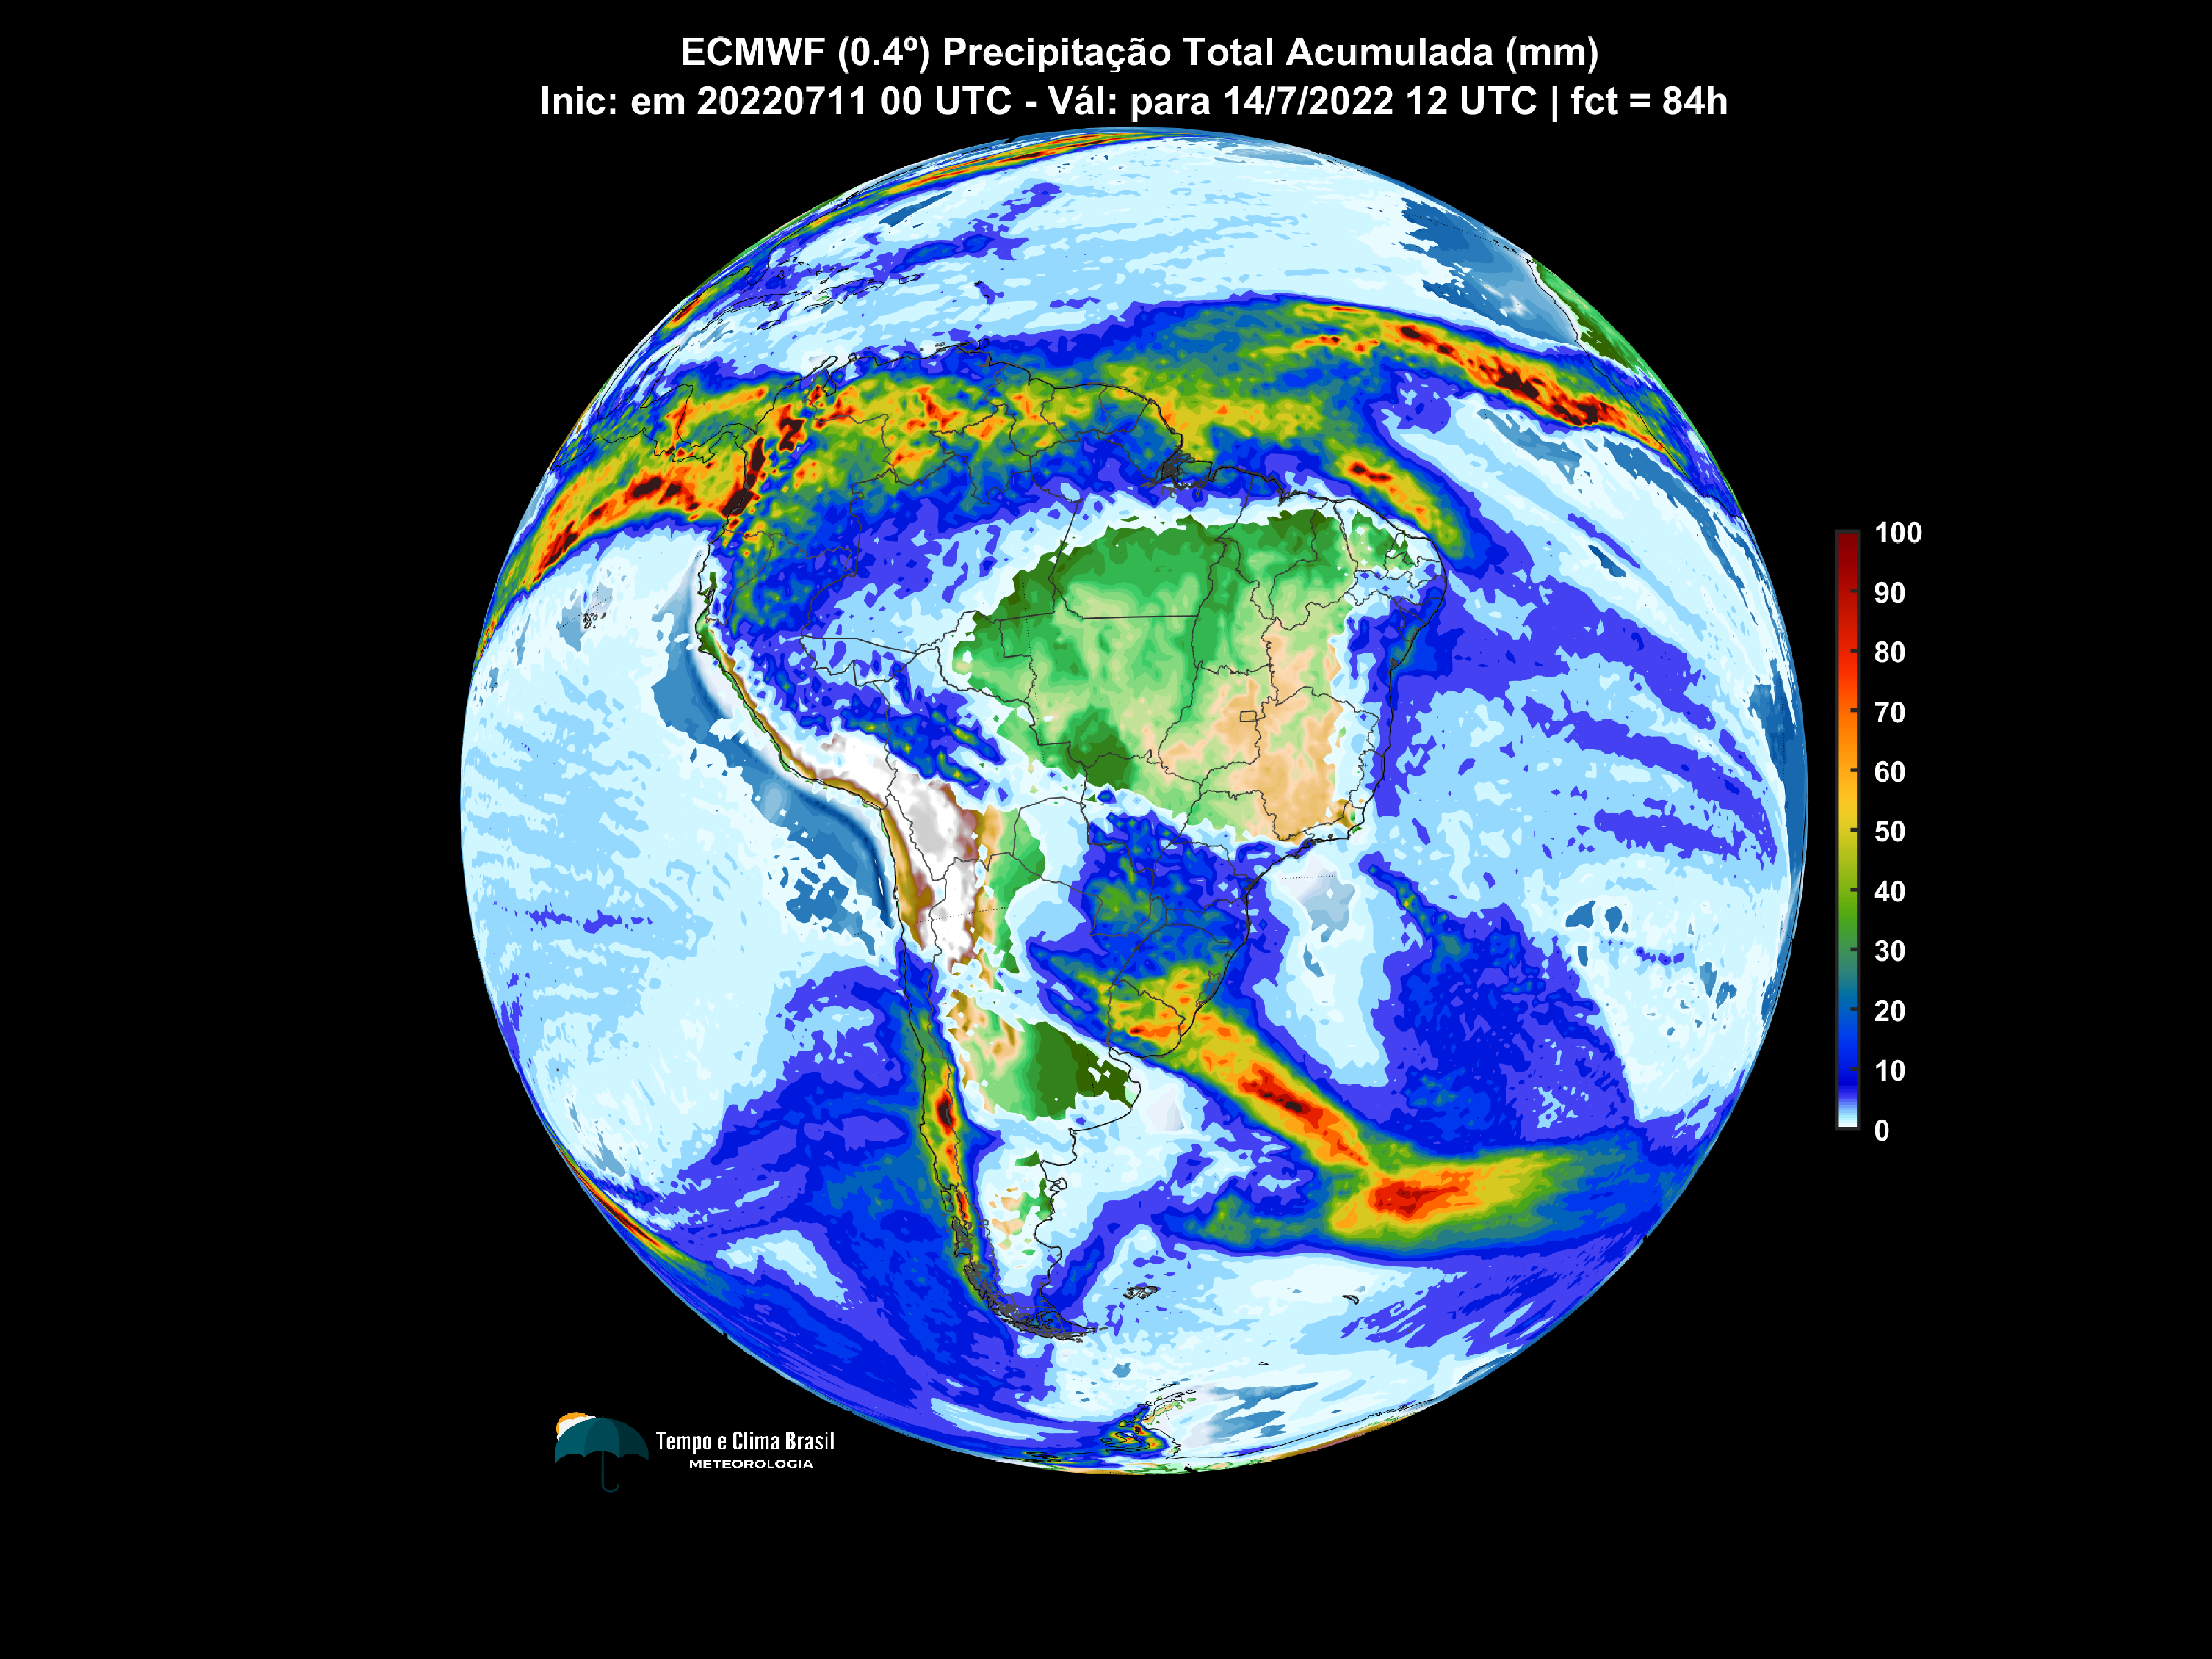 ECMWF (0.4º) Precipitação Total Acumulada (mm)
Inic: em 20220711 00 UTC - Vál: para 14/7/2022 12 UTC | fct = 84h
100
90
80
70
60
50
40
30
20
10
0
Tempo e Clima Brasil
METEOROLOGIA